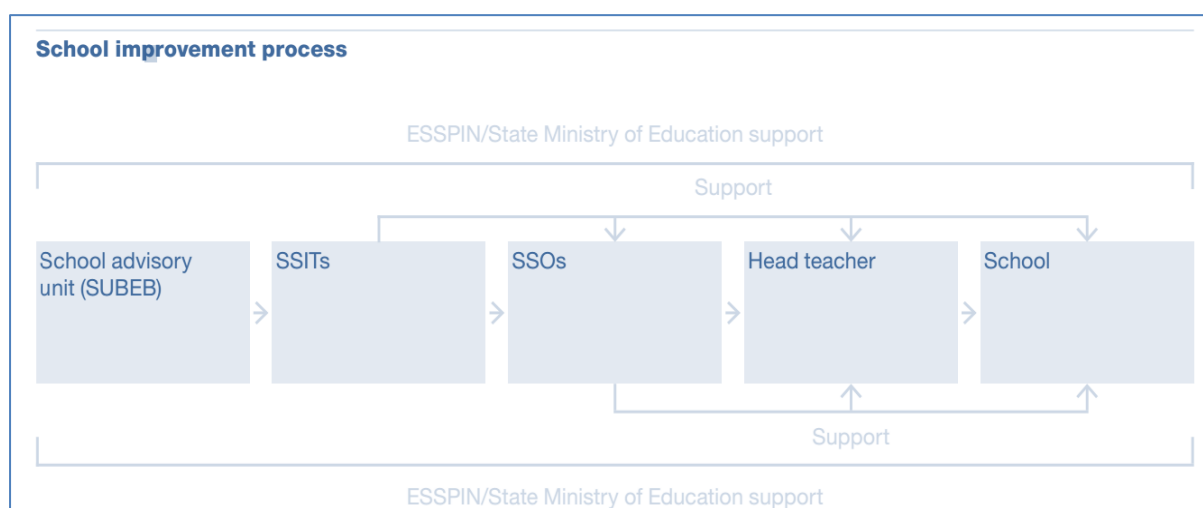 School improvement process
ESSPIN/State Ministry of Education support
Support
School advisory
unit (SUBEB)
SSITs
SSOs
Head teacher
School
Support
ESSPIN/State Ministry of Education support